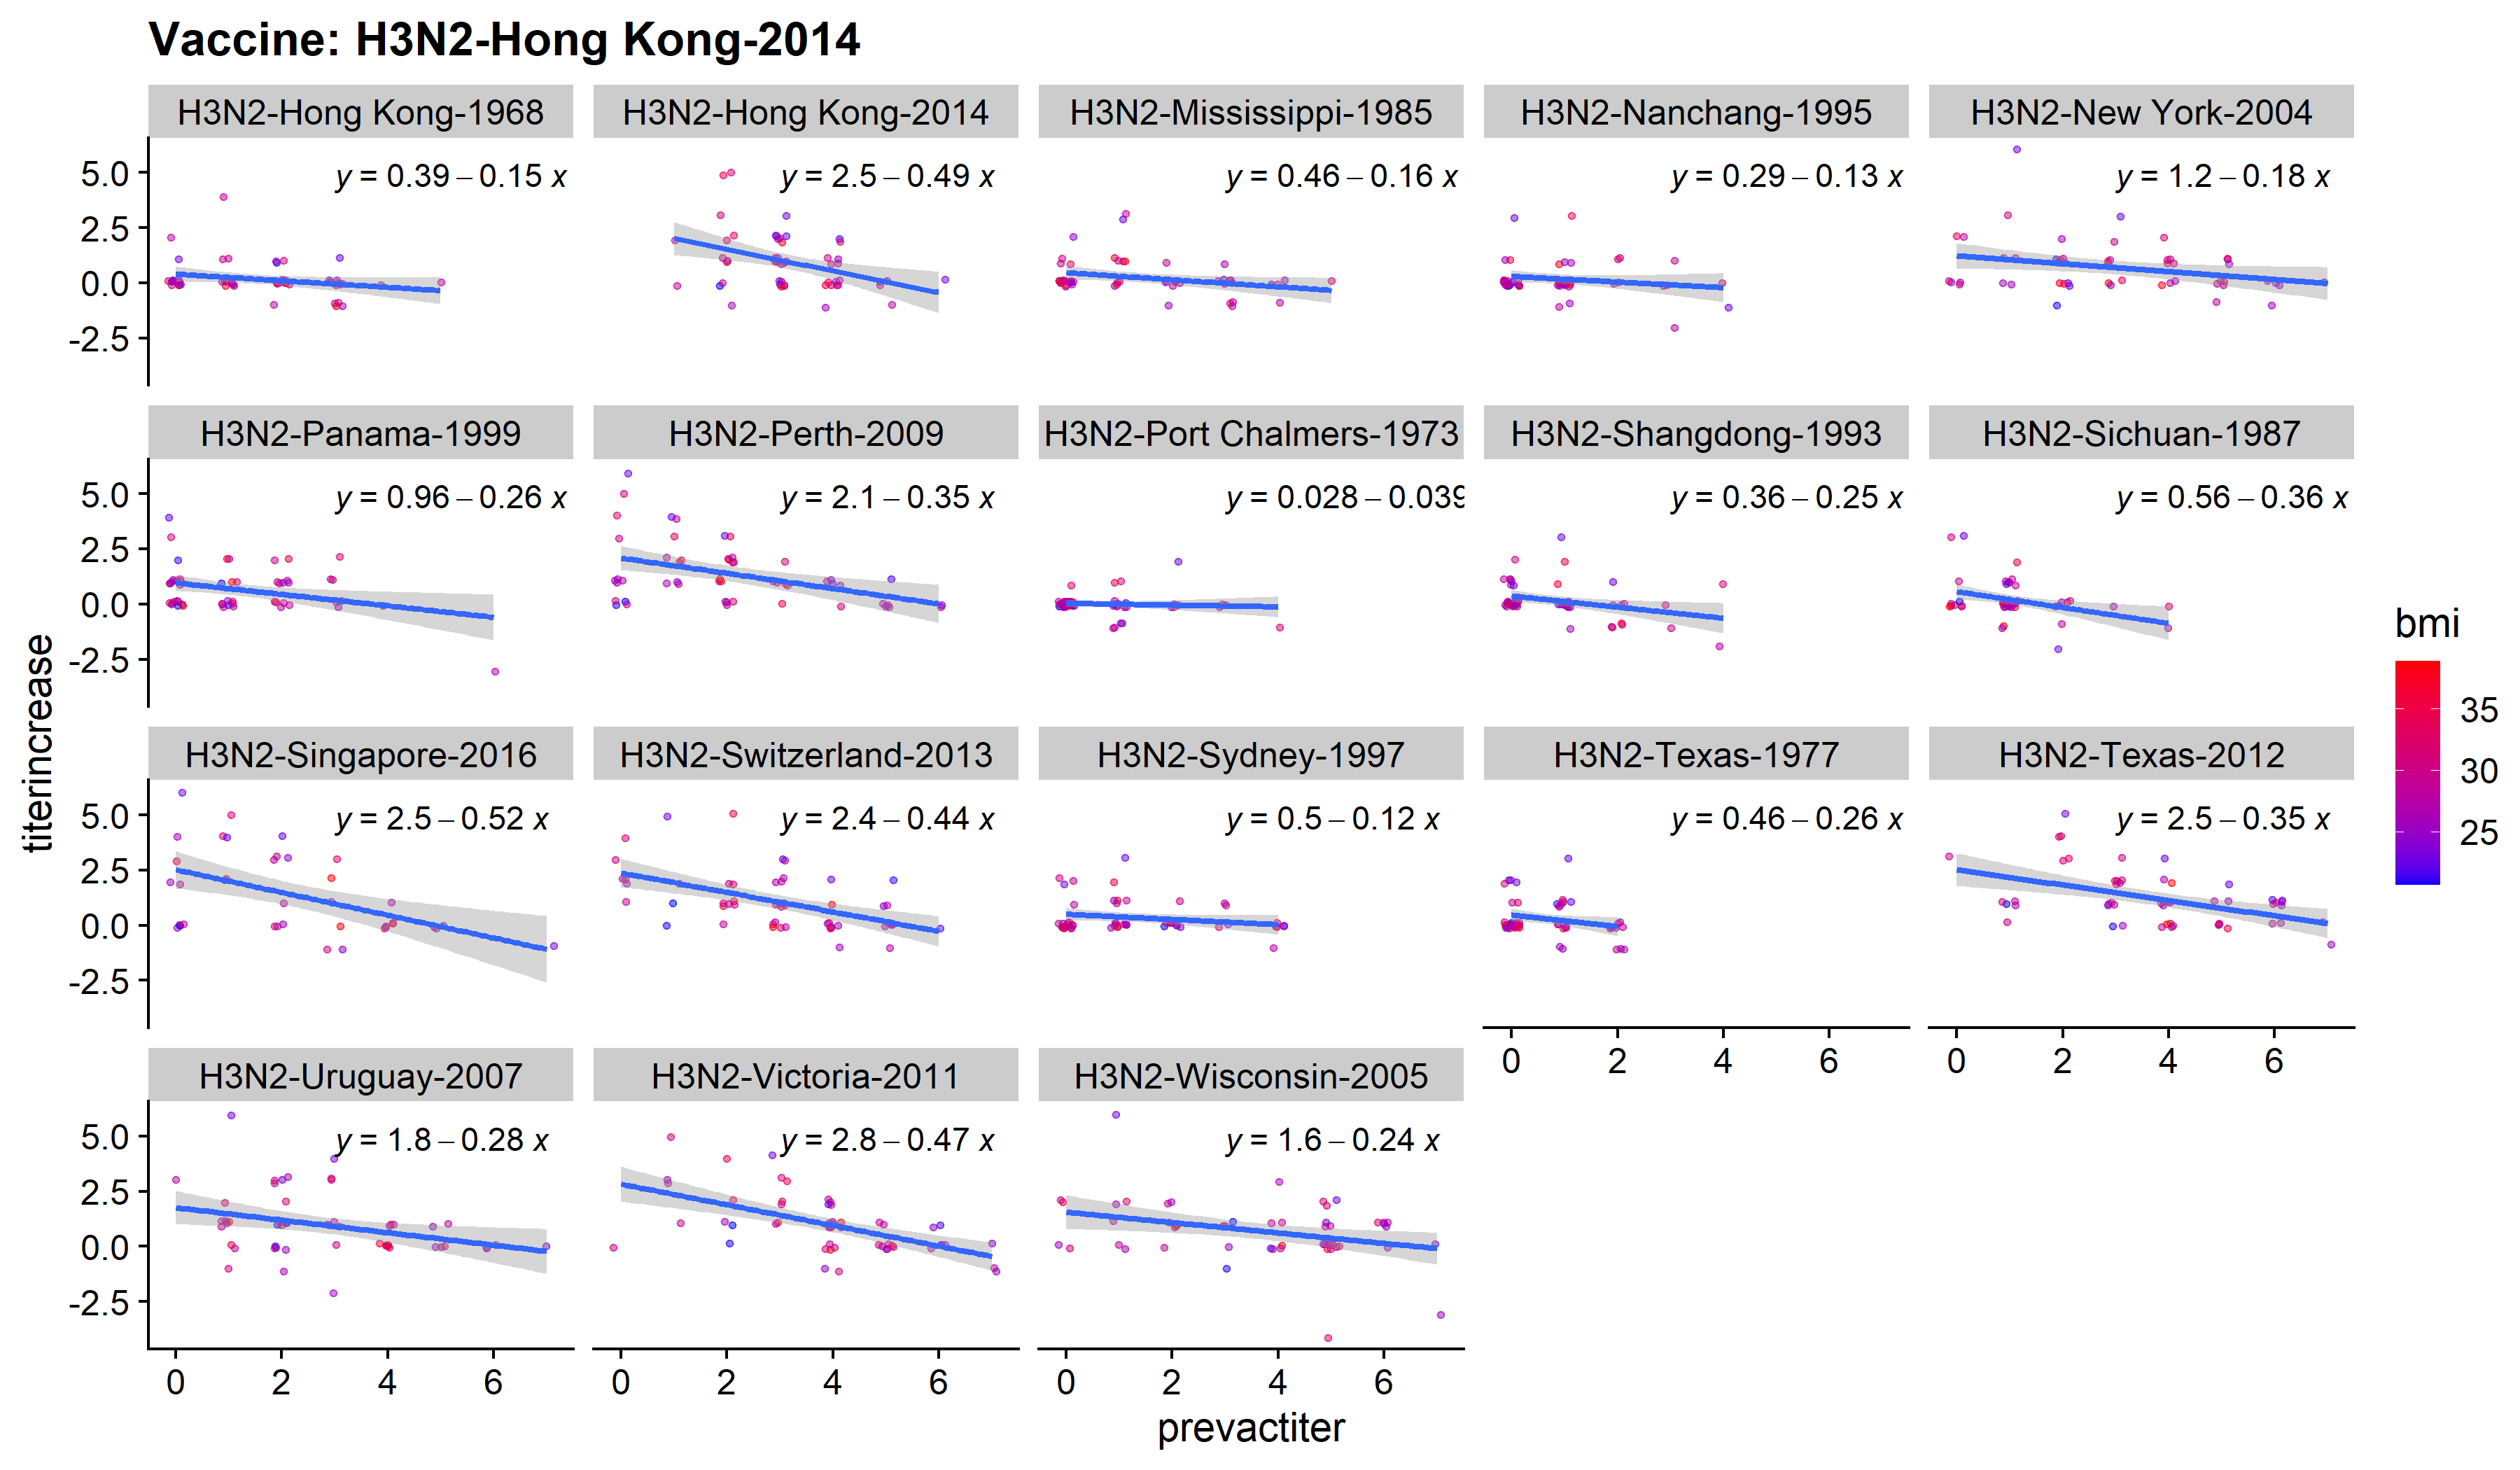 Vaccine: H3N2-Hong Kong-2014
H3N2-Hong Kong-1968 H3N2-Hong Kong-2014 H3N2-Mississippi-1985 H3N2-Nanchang-1995 H3N2-New York-2004
5.0
2.5
0.0
-2.5
y = 0.39 – 0.15 x y = 2.5 – 0.49 x y = 0.46 – 0.16 x y = 0.29 – 0.13 x y = 1.2 – 0.18 x
H3N2-Panama-1999 H3N2-Perth-2009 H3N2-Port Chalmers-1973 H3N2-Shangdong-1993 H3N2-Sichuan-1987
5.0
2.5
0.0
-2.5
y = 0.96 – 0.26 x y = 2.1 – 0.35 x y = 0.028 – 0.039 y = 0.36 – 0.25 x y = 0.56 – 0.36 x
H3N2-Singapore-2016 H3N2-Switzerland-2013 H3N2-Sydney-1997 H3N2-Texas-1977 H3N2-Texas-2012
5.0
2.5
0.0
-2.5
y = 2.5 – 0.52 x y = 2.4 – 0.44 x y = 0.5 – 0.12 x y = 0.46 – 0.26 x y = 2.5 – 0.35 x
0 2 4 6 0 2 4 6
H3N2-Uruguay-2007 H3N2-Victoria-2011 H3N2-Wisconsin-2005
5.0
2.5
0.0
-2.5
y = 1.8 – 0.28 x y = 2.8 – 0.47 x y = 1.6 – 0.24 x
0 2 4 6 0 2 4 6 0 2 4 6
prevactiter
titerincrease
bmi
35
30
25